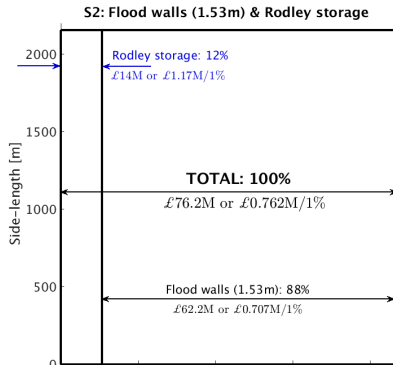 S2: Flood walls (1.53m) & Rodley storage
2000
Rodley storage: 12%
£14M or £1.17M/1%
1500
TOTAL: 100%
£76.2M or £0.762M/1%
1000
Side-length [m]
Flood walls (1.53m): 88%
£62.2M or £0.707M/1%
500
0